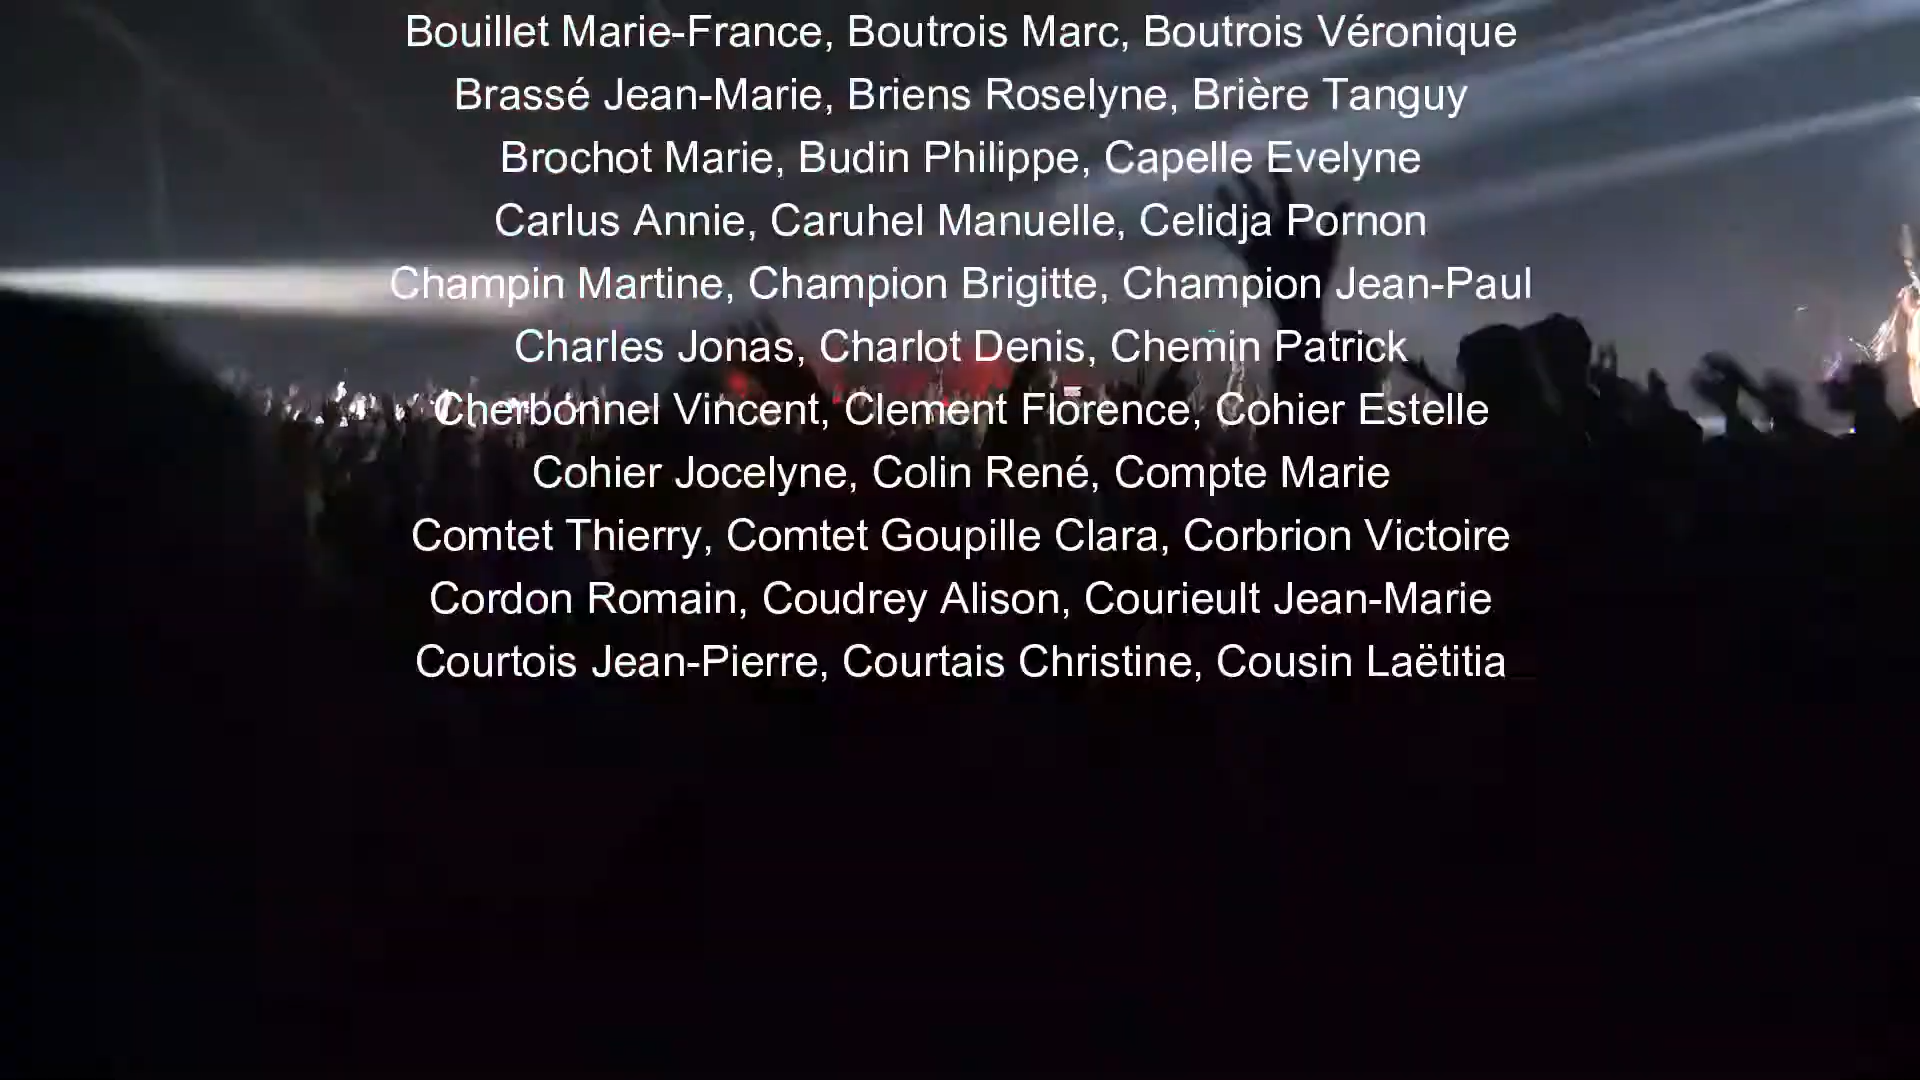 Bouillet Marie-France, Boutrois Marc, Boutrois Véronique
Brassé Jean-Marie, Briens Roselyne, Brière Tanguy
Brochot Marie, Budin Philippe, Capelle Evelyne
Carlus Annie, Caruhel Manuelle, Celidja Pornon
Champin Martine, Champion Brigitte, Champion Jean-Paul
Charles Jonas, Charlot Denis, Chemin Patrick
Cherbonnel Vincent, Clement Florence, Cohier Estelle
Cohier Jocelyne, Colin René, Compte Marie
Comtet Thierry, Comtet Goupille Clara, Corbrion Victoire
Cordon Romain, Coudrey Alison, Courieult Jean-Marie
Courtois Jean-Pierre, Courtais Christine, Cousin Laëtitia